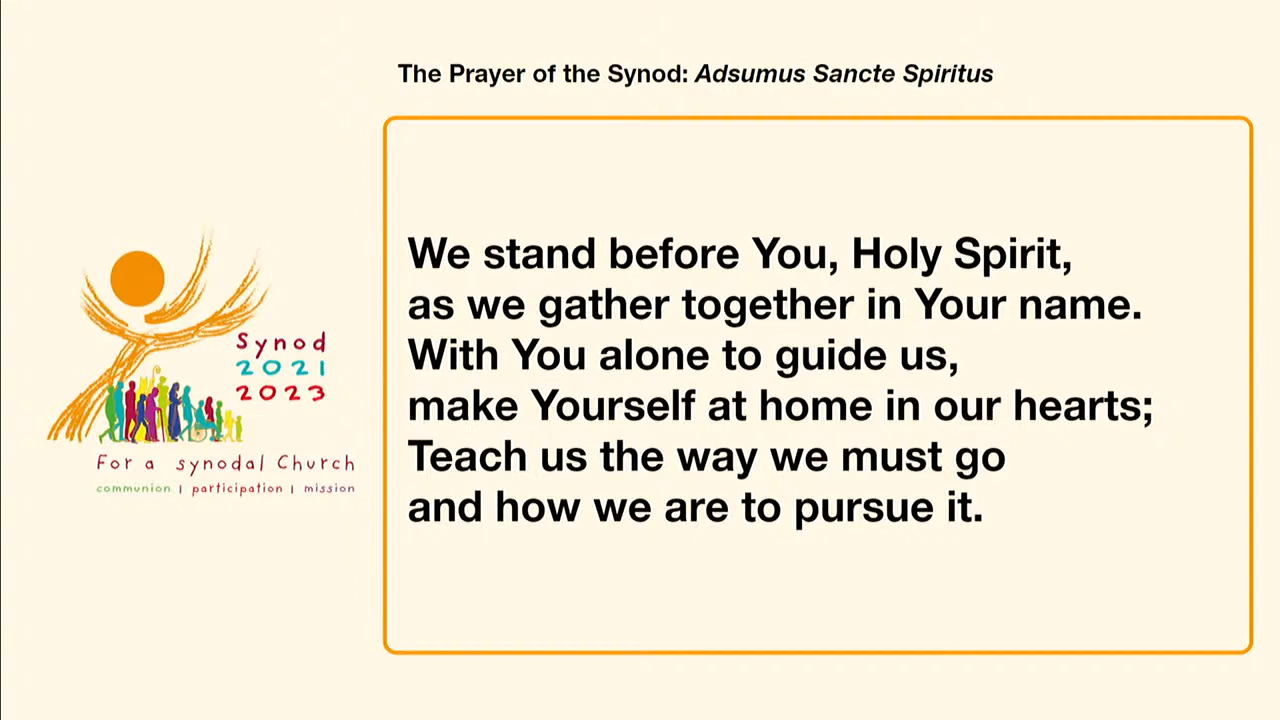 The Prayer of the Synod: Adsumus Sancte Spiritus
We stand before You, Holy Spirit,
as we gather together in Your name.
With You alone to guide us,
make Yourself at home in our hearts;
Teach us the way we must go
and how we are to pursue it.
Synod
2021
2023
For a synodal Church
communion | participation | mission